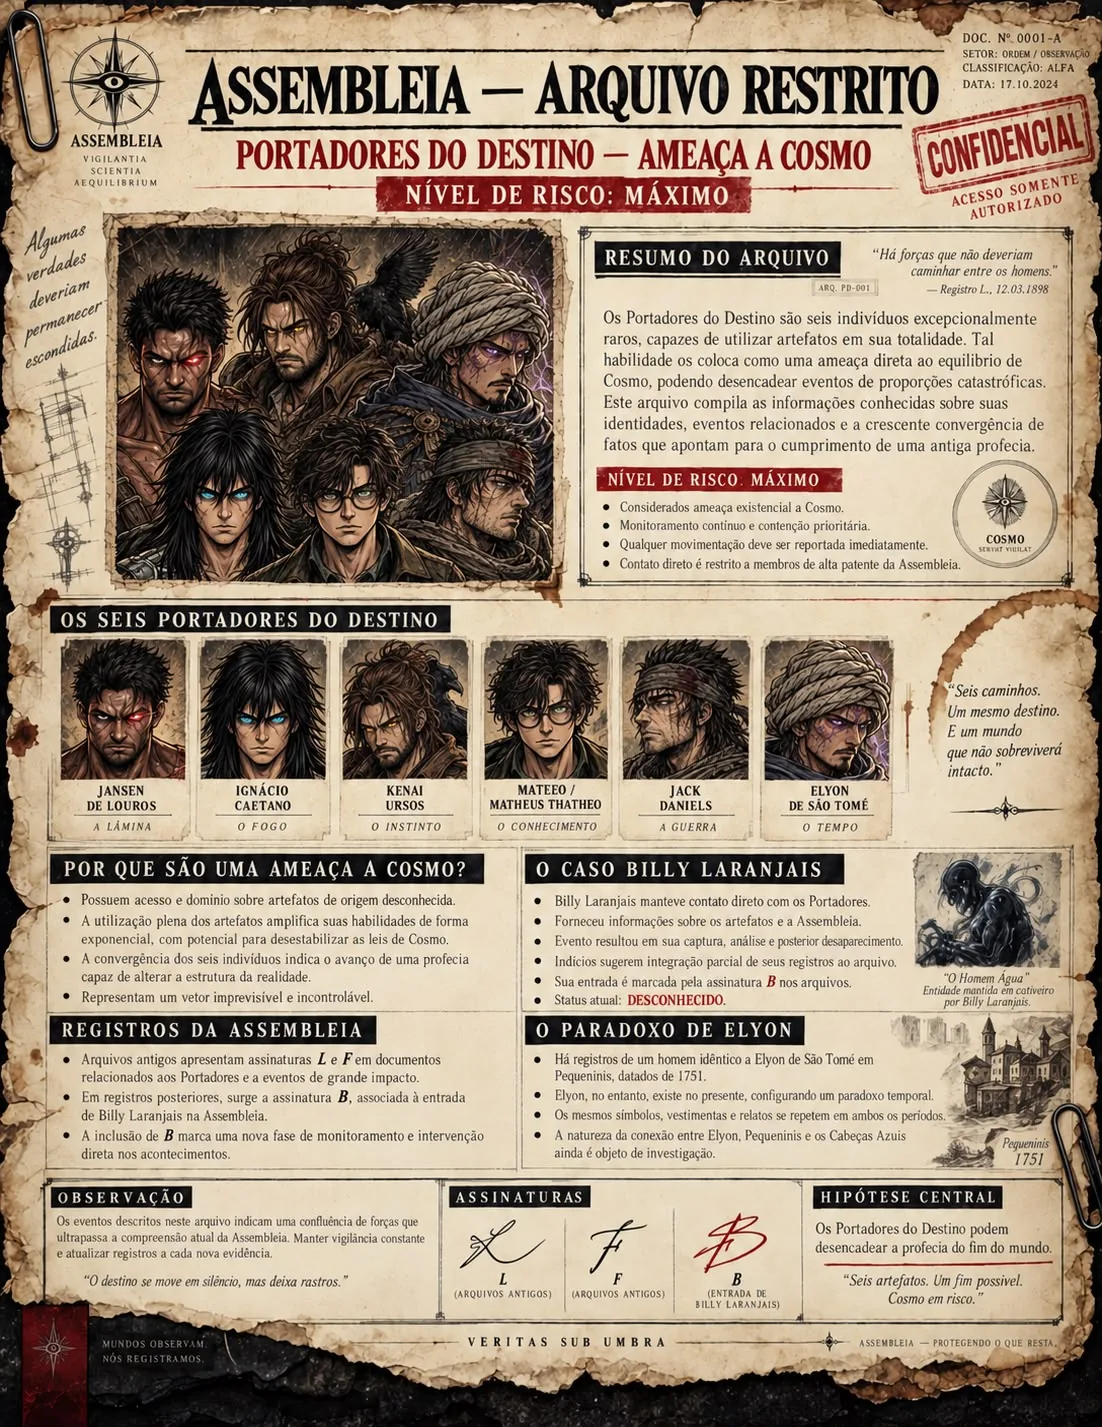 DOC. Nº. 0001-A
SETOR: ORDEM / OBSERVAÇÃO
CLASSIFICAÇÃO: ALFA
DATA: 17.10.2024
ASSEMBLEIA
VIGILANTIA
SCIENTIA
AEQUILIBRIUM
ASSEMBLEIA — ARQUIVO RESTRITO
PORTADORES DO DESTINO — AMEAÇA A COSMO
NÍVEL DE RISCO: MÁXIMO
CONFIDENCIAL
ACESSO SOMENTE
AUTORIZADO
Algumas
verdades
deveriam
permanecer
escondidas.
RESUMO DO ARQUIVO
ARQ. PD-001
“Há forças que não deveriam
caminhar entre os homens.”
— Registro L., 12.03.1898
Os Portadores do Destino são seis indivíduos excepcionalmente
raros, capazes de utilizar artefatos em sua totalidade. Tal
habilidade os coloca como uma ameaça direta ao equilibrio de
Cosmo, podendo desencadear eventos de proporções catastróficas.
Este arquivo compila as informações conhecidas sobre suas
identidades, eventos relacionados e a crescente convergência de
fatos que apontam para o cumprimento de uma antiga profecia.
NÍVEL DE RISCO. MÁXIMO
• Considerados ameaça existencial a Cosmo.
• Monitoramento contínuo e contenção prioritária.
• Qualquer movimentação deve ser reportada imediatamente.
• Contato direto é restrito a membros de alta patente da Assembleia.
COSMO
OS SEIS PORTADORES DO DESTINO
JANSEN
DE LOUROS
A LÂMINA
IGNÁCIO
CAETANO
O FOGO
KENAI
URSOS
O INSTINTO
MATEEO /
MATHEUS THATHEO
O CONHECIMENTO
JACK
DANIELS
A GUERRA
ELYON
DE SÃO TOMÉ
O TEMPO
“Seis caminhos.
Um mesmo destino.
E um mundo
que não sobreviverá
intacto.”
POR QUE SÃO UMA AMEAÇA A COSMO?
• Possuem acesso e dominio sobre artefatos de origem desconhecida.
• A utilização plena dos artefatos amplifica suas habilidades de forma
exponencial, com potencial para desestabilizar as leis de Cosmo.
• A convergência dos seis indivíduos indica o avanço de uma profecia
capaz de alterar a estrutura da realidade.
• Representam um vetor imprevisível e incontrolável.
O CASO BILLY LARANJAIS
• Billy Laranjais manteve contato direto com os Portadores.
• Forneceu informações sobre os artefatos e a Assembleia.
• Evento resultou em sua captura, análise e posterior desaparecimento.
• Indícios sugerem integração parcial de seus registros ao arquivo.
• Sua entrada é marcada pela assinatura B nos arquivos.
• Status atual: DESCONHECIDO.
“O Homem Água”
Entidade mantida em cativeiro
por Billy Laranjais.
REGISTROS DA ASSEMBLEIA
• Arquivos antigos apresentam assinaturas L e F em documentos
relacionados aos Portadores e a eventos de grande impacto.
• Em registros posteriores, surge a assinatura B, associada à entrada
de Billy Laranjais na Assembleia.
• A inclusão de B marca uma nova fase de monitoramento e intervenção
direta nos acontecimentos.
O PARADOXO DE ELYON
• Há registros de um homem idêntico a Elyon de São Tomé em
Pequeninis, datados de 1751.
• Elyon, no entanto, existe no presente, configurando um paradoxo temporal.
• Os mesmos símbolos, vestimentas e relatos se repetem em ambos os períodos.
• A natureza da conexão entre Elyon, Pequeninis e os Cabeças Azuis
ainda é objeto de investigação.
Pequeninis
1751
OBSERVAÇÃO
Os eventos descritos neste arquivo indicam uma confluência de forças que
ultrapassa a compreensão atual da Assembleia. Manter vigilância constante
e atualizar registros a cada nova evidência.
“O destino se move em silêncio, mas deixa rastros.”
ASSINATURAS
L
L
(ARQUIVOS ANTIGOS)
F
F
(ARQUIVOS ANTIGOS)
B
B
(ENTRADA DE
BILLY LARANJAIS)
HIPÓTESE CENTRAL
Os Portadores do Destino podem
desencadear a profecia do fim do mundo.
“Seis artefatos. Um fim possivel.
Cosmo em risco.”
MUNDOS OBSERVAM.
NÓS REGISTRAMOS.
VERITAS SUB UMBRA
ASSEMBLEIA — PROTEGENDO O QUE RESTA.